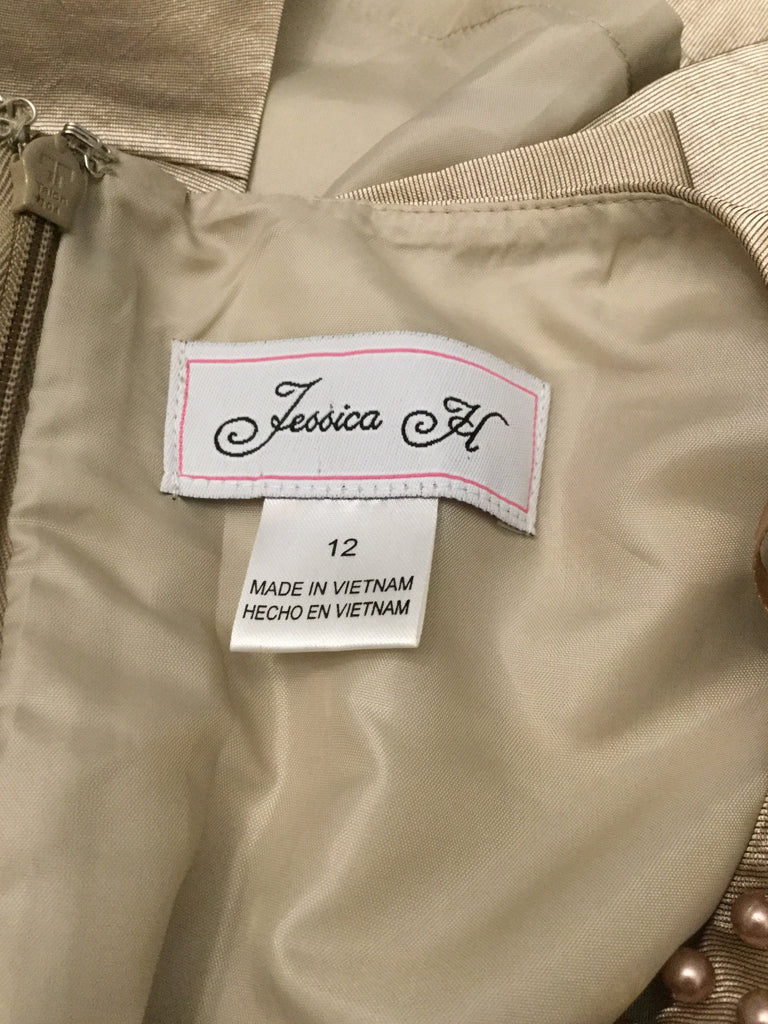 Jessica H
12
MADE IN VIETNAM
HECHO EN VIETNAM